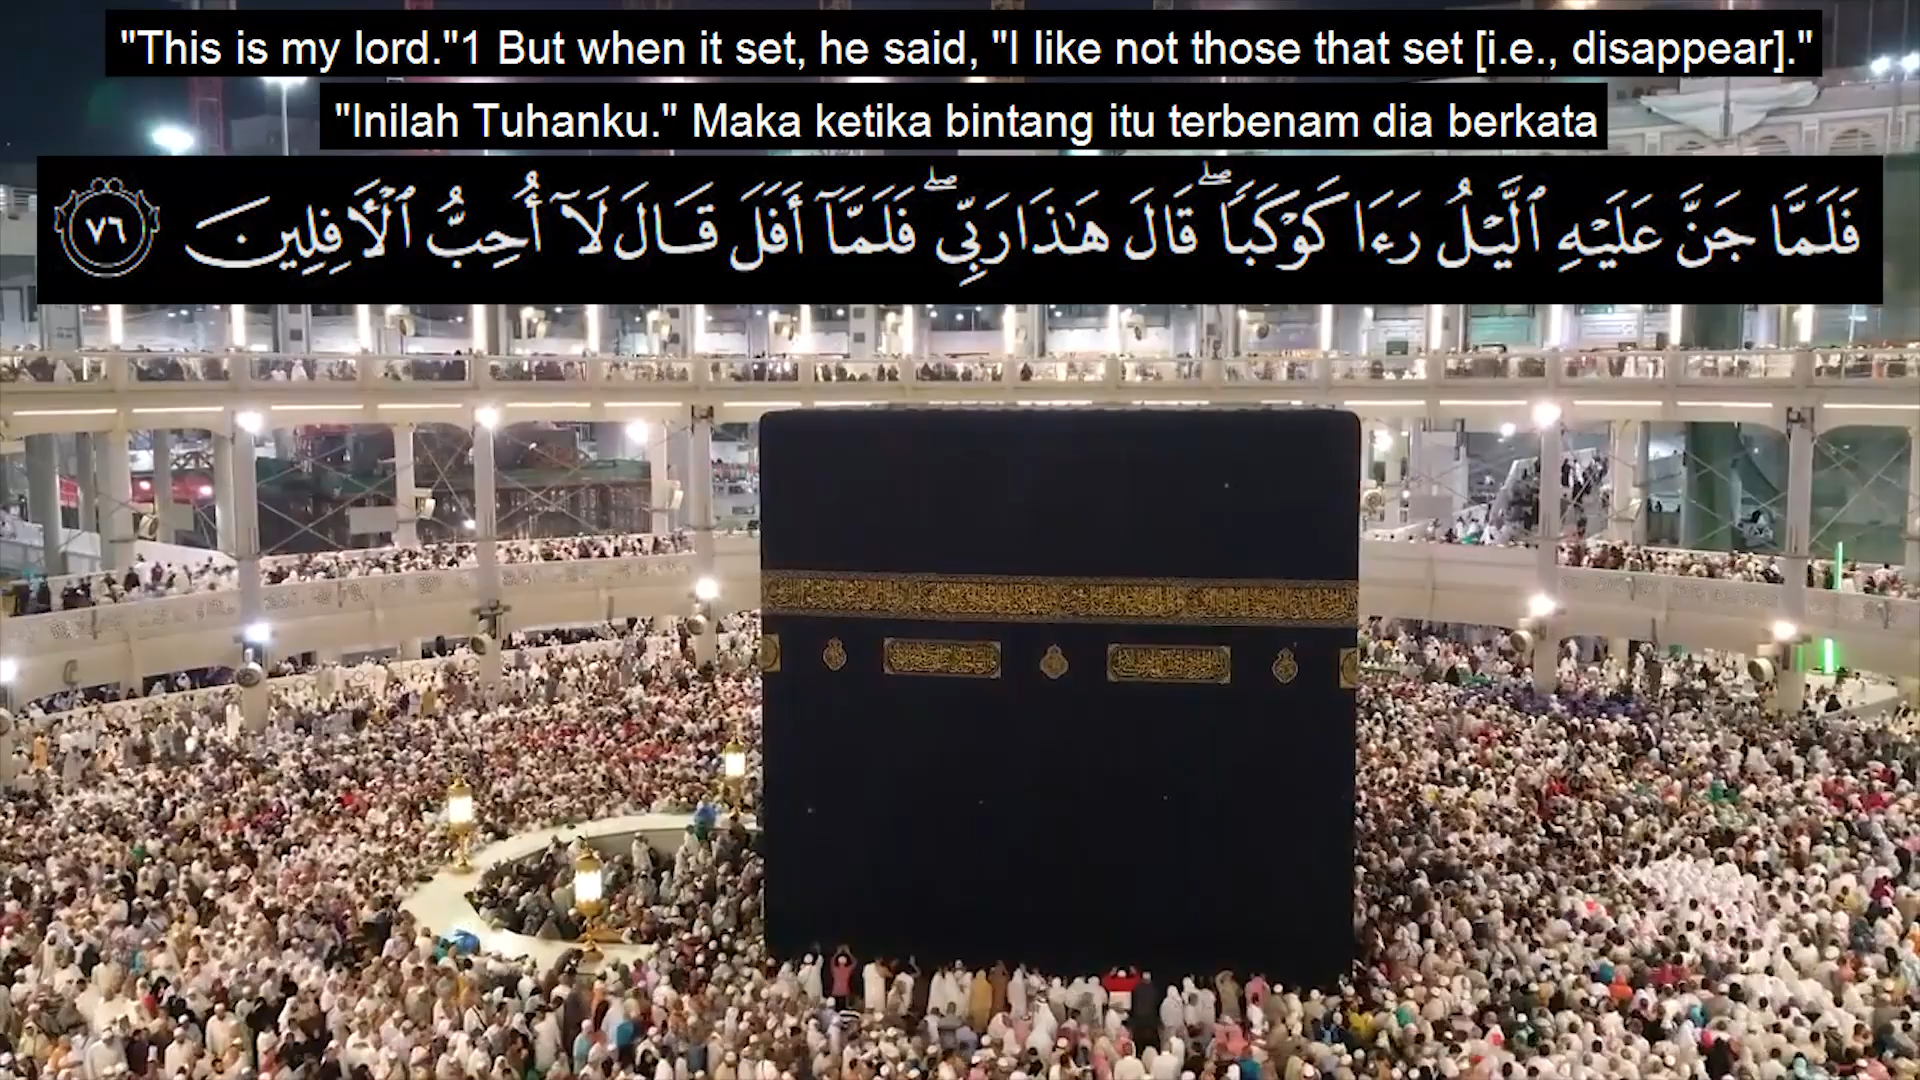 "This is my lord."1 But when it set, he said, "I like not those that set [i.e., disappear]."
"Inilah Tuhanku." Maka ketika bintang itu terbenam dia berkata
فَلَمَّا جَنَّ عَلَيْهِ ٱلَّيْلُ رَءَا كَوْكَبًا ۖ قَالَ هَـٰذَا رَبِّى ۖ فَلَمَّآ أَفَلَ قَالَ لَآ أُحِبُّ ٱلْـَٔافِلِينَ ٧٦